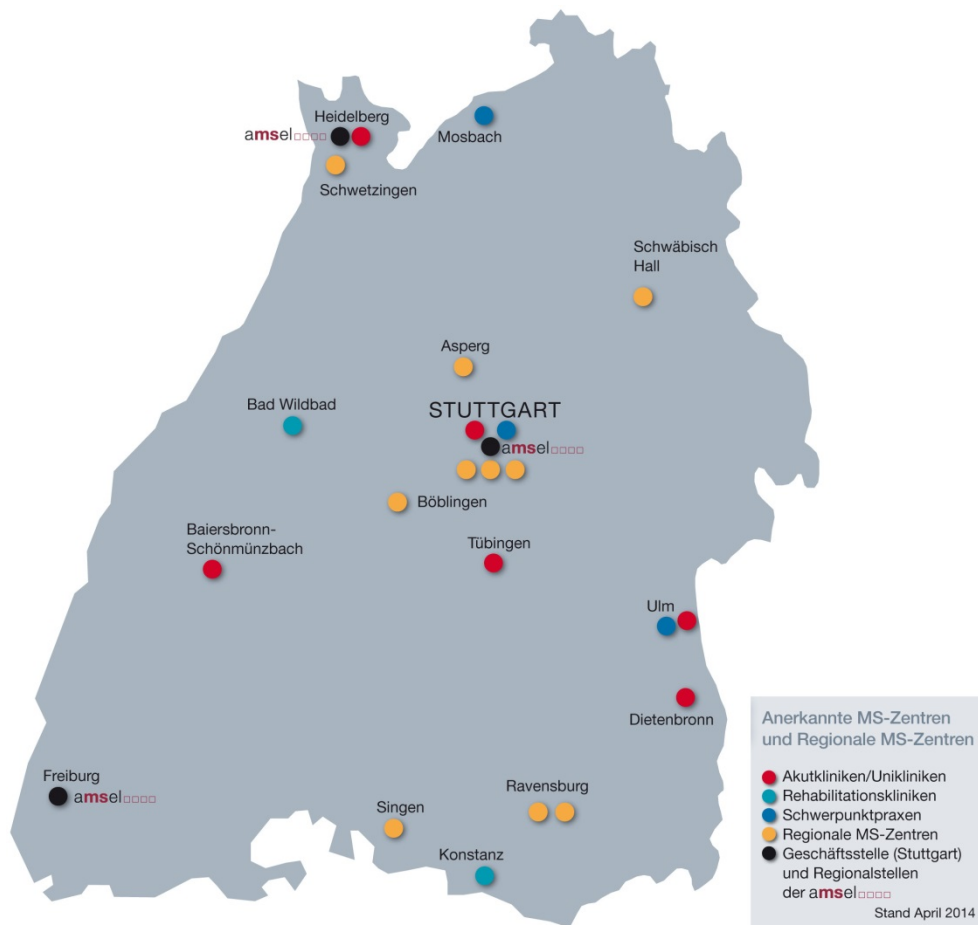 Heidelberg
amsel
Mosbach
Schwetzingen
Schwäbisch
Hall
Asperg
Bad Wildbad
STUTTGART
amsel
Böblingen
Baiersbronn-
Schönmünzbach
Tübingen
Ulm
Dietenbronn
Freiburg
amsel
Singen
Ravensburg
Konstanz
Anerkannte MS-Zentren
und Regionale MS-Zentren
Akutkliniken/Unikliniken
Rehabilitationskliniken
Schwerpunktpraxen
Regionale MS-Zentren
Geschäftsstelle (Stuttgart)
und Regionalstellen
der amsel
Stand April 2014